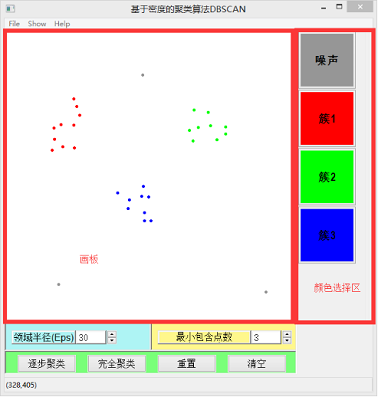 基于密度的聚类算法DBSCAN
File Show Help
噪声
簇1
簇2
簇3
画板
颜色选择区
领域半径(Eps) 30 最小包含点数 3
逐步聚类 完全聚类 重置 清空
(328,405)